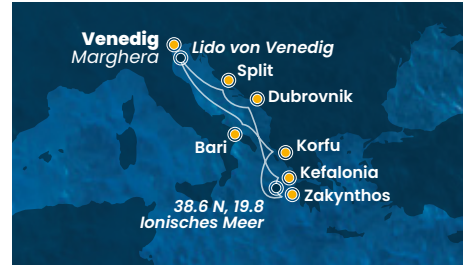 Venedig
Marghera
Lido von Venedig
Split
Dubrovnik
Bari
Korfu
Kefalonia
Zakynthos
38.6 N, 19.8
Ionisches Meer